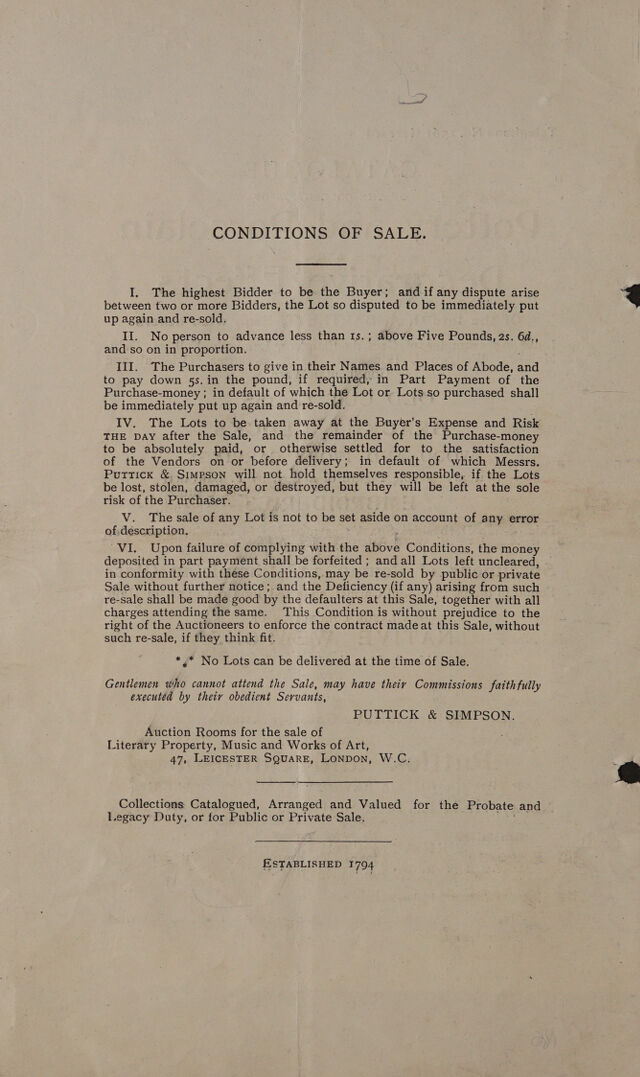 CONDITIONS OF SALE.
I. The highest Bidder to be the Buyer; and if any dispute arise
between two or more Bidders, the Lot so disputed to be immediately put
up again and re-sold.
II. No person to advance less than 1s.; above Five Pounds, 2s. 6d.,
and so on in proportion.
III. The Purchasers to give in their Names and Places of Abode, and
to pay down 5s. in the pound, if required, in Part Payment of the
Purchase-money; in default of which the Lot or Lots so purchased shall
be immediately put up again and re-sold.
IV. The Lots to be taken away at the Buyer's Expense and Risk
THE DAY after the Sale, and the remainder of the Purchase-money
to be absolutely paid, or otherwise settled for to the satisfaction
of the Vendors on or before delivery; in default of which Messrs.
PUTTICK & SIMPSON will not hold themselves responsible, if the Lots
be lost, stolen, damaged, or destroyed, but they will be left at the sole
risk of the Purchaser.
V. The sale of any Lot is not to be set aside on account of any error
of description.
VI. Upon failure of complying with the above Conditions, the money
deposited in part payment shall be forfeited; and all Lots left uncleared,
in conformity with these Conditions, may be re-sold by public or private
Sale without further notice; and the Deficiency (if any) arising from such
re-sale shall be made good by the defaulters at this Sale, together with all
charges attending the same. This Condition is without prejudice to the
right of the Auctioneers to enforce the contract made at this Sale, without
such re-sale, if they think fit.
*⁎* No Lots can be delivered at the time of Sale.
Gentlemen who cannot attend the Sale, may have their Commissions faithfully
executed by their obedient Servants,
PUTTICK & SIMPSON.
Auction Rooms for the sale of
Literary Property, Music and Works of Art,
47, LEICESTER SQUARE, LONDON, W.C.
Collections Catalogued, Arranged and Valued for the Probate and
Legacy Duty, or for Public or Private Sale.
ESTABLISHED 1794